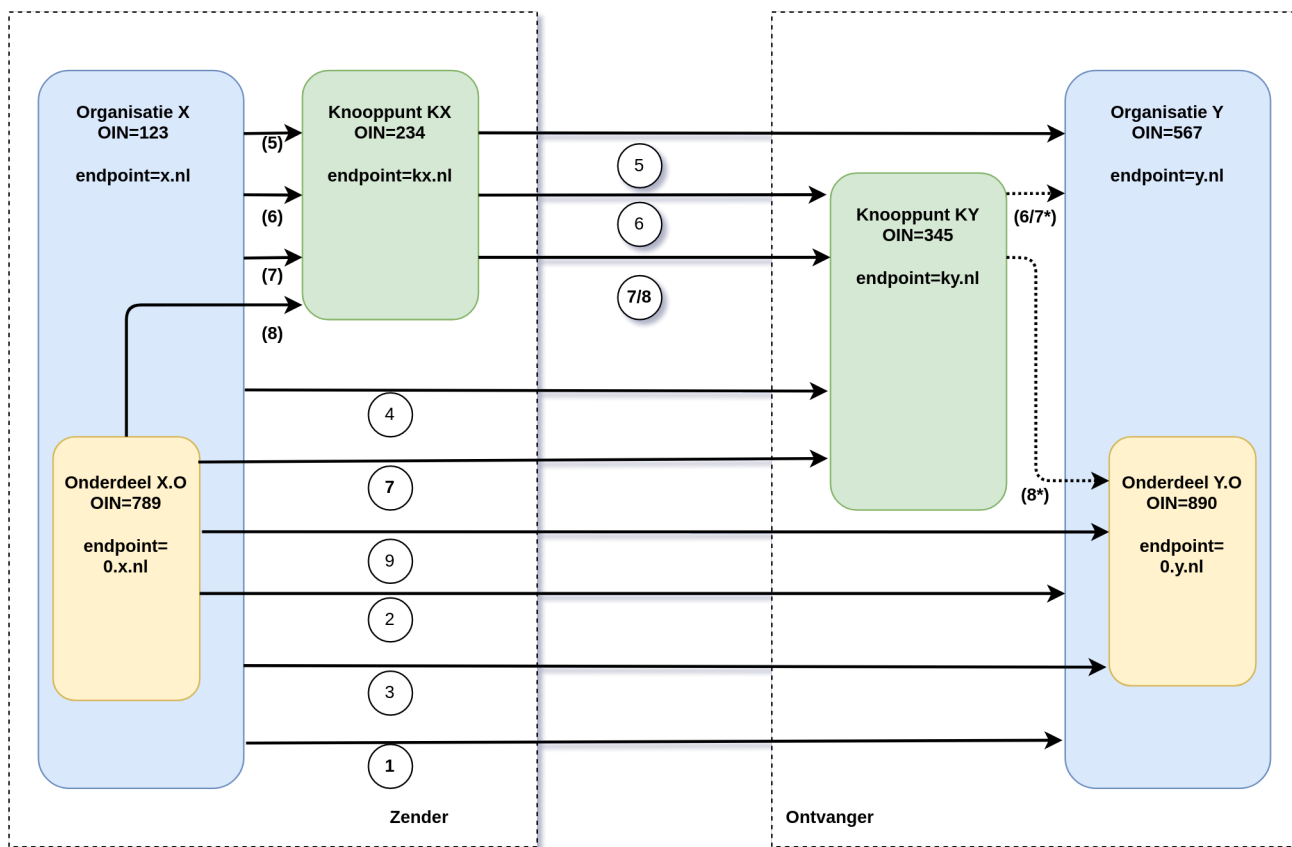 Organisatie X
OIN=123
endpoint=x.nl
Knooppunt KX
OIN=234
endpoint=kx.nl
Organisatie Y
OIN=567
endpoint=y.nl
(5)
5
Knooppunt KY
OIN=345
endpoint=ky.nl
(6)
6
(6/7*)
(7)
7/8
(8)
4
Onderdeel X.O
OIN=789
endpoint=
0.x.nl
7
(8*)
Onderdeel Y.O
OIN=890
endpoint=
0.y.nl
9
2
3
1
Zender
Ontvanger